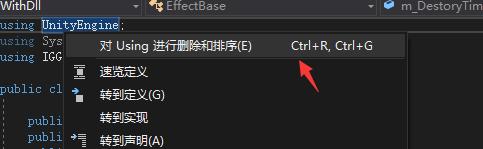 WithDll EffectBase m_DestoryTim
using UnityEngine;
using Sys
using IGG
对 Using 进行删除和排序(E) Ctrl+R, Ctrl+G
速览定义
转到定义(G)
public cl
转到实现
publi
转到声明(A)
publi